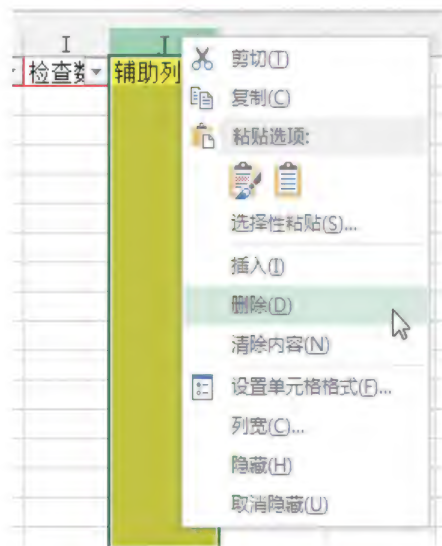 I J
检查数 辅助列
剪切(T)
复制(C)
粘贴选项:
选择性粘贴(S)...
插入(I)
删除(D)
清除内容(N)
设置单元格格式(F)...
列宽(C)...
隐藏(H)
取消隐藏(U)